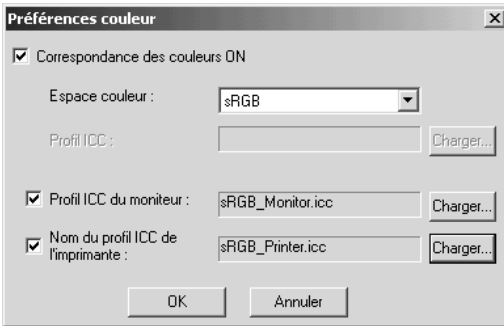 Préférences couleur
Correspondance des couleurs ON
Espace couleur :
sRGB
Profil ICC :
Charger...
Profil ICC du moniteur :
sRGB_Monitor.icc
Charger...
Nom du profil ICC de
l'imprimante :
sRGB_Printer.icc
Charger...
OK
Annuler